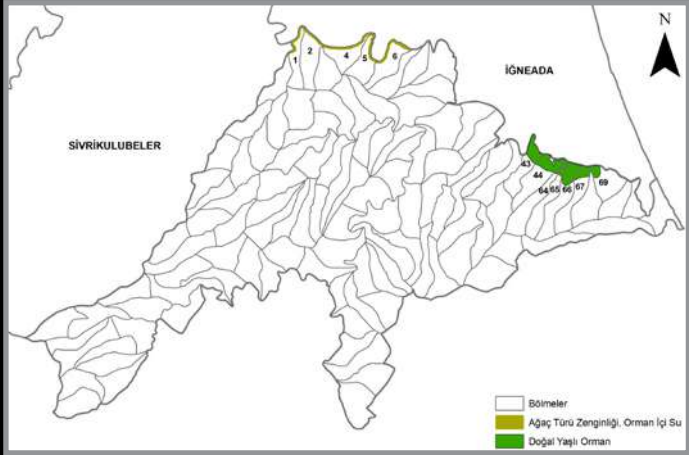 N
İĞNEADA
SİVRİKULUBELER
1
2
4
5
6
43
44
64
65
66
67
69
Bölmeler
Ağaç Türü Zenginliği, Orman İçi Su
Doğal Yaşlı Orman